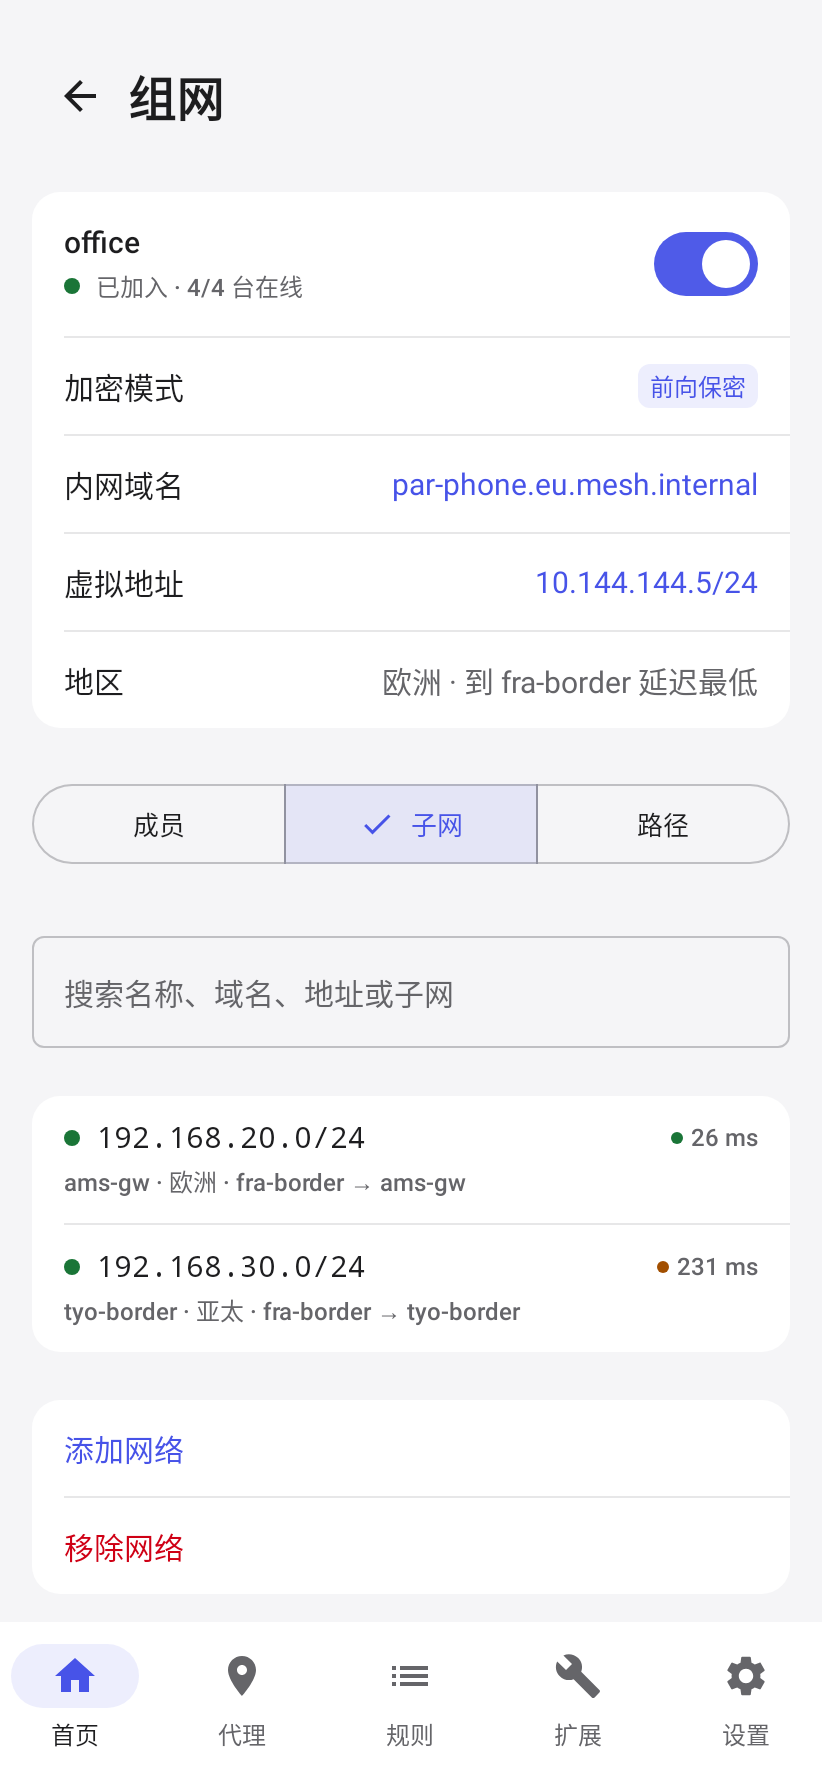 组网
office
已加入 · 4/4 台在线
加密模式
前向保密
内网域名
par-phone.eu.mesh.internal
虚拟地址
10.144.144.5/24
地区
欧洲 · 到 fra-border 延迟最低
成员
子网
路径
搜索名称、域名、地址或子网
192.168.20.0/24
26 ms
ams-gw · 欧洲 · fra-border → ams-gw
192.168.30.0/24
231 ms
tyo-border · 亚太 · fra-border → tyo-border
添加网络
移除网络
首页
代理
规则
扩展
设置